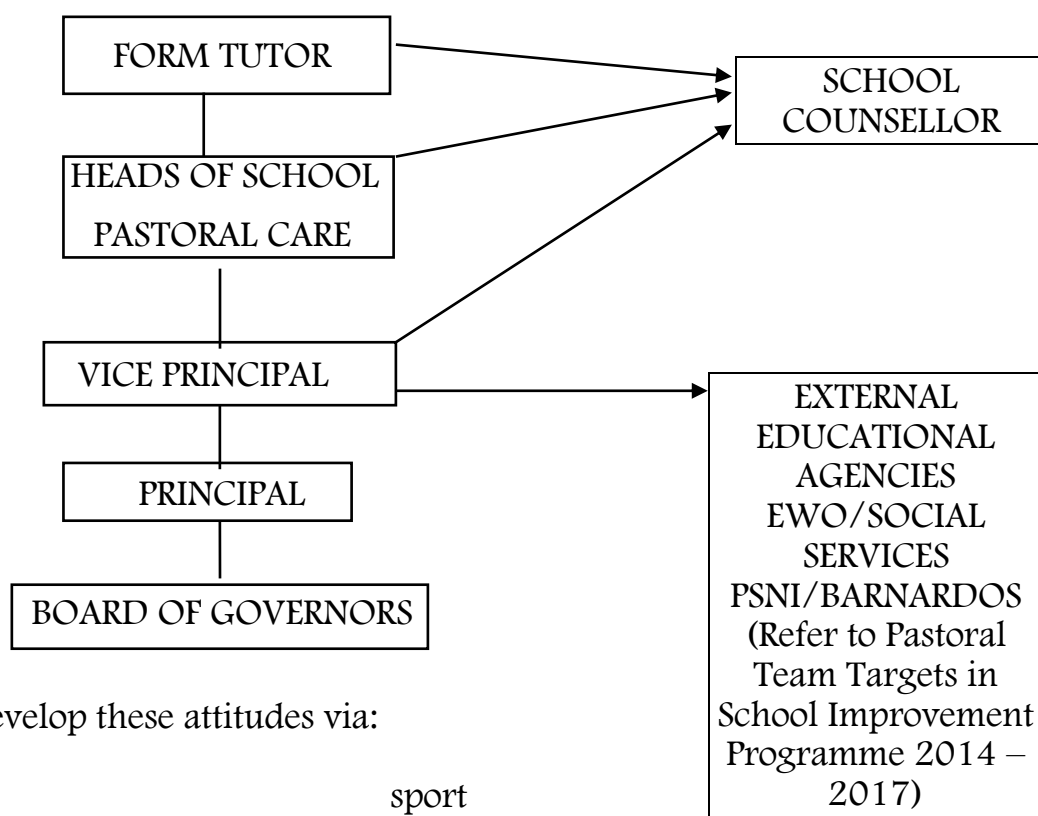 FORM TUTOR
SCHOOL
COUNSELLOR
HEADS OF SCHOOL
PASTORAL CARE
VICE PRINCIPAL
EXTERNAL
EDUCATIONAL
AGENCIES
EWO/SOCIAL
SERVICES
PSNI/BARNARDOS
(Refer to Pastoral
Team Targets in
School Improvement
Programme 2014 –
2017)
PRINCIPAL
BOARD OF GOVERNORS
these attitudes via:
sport